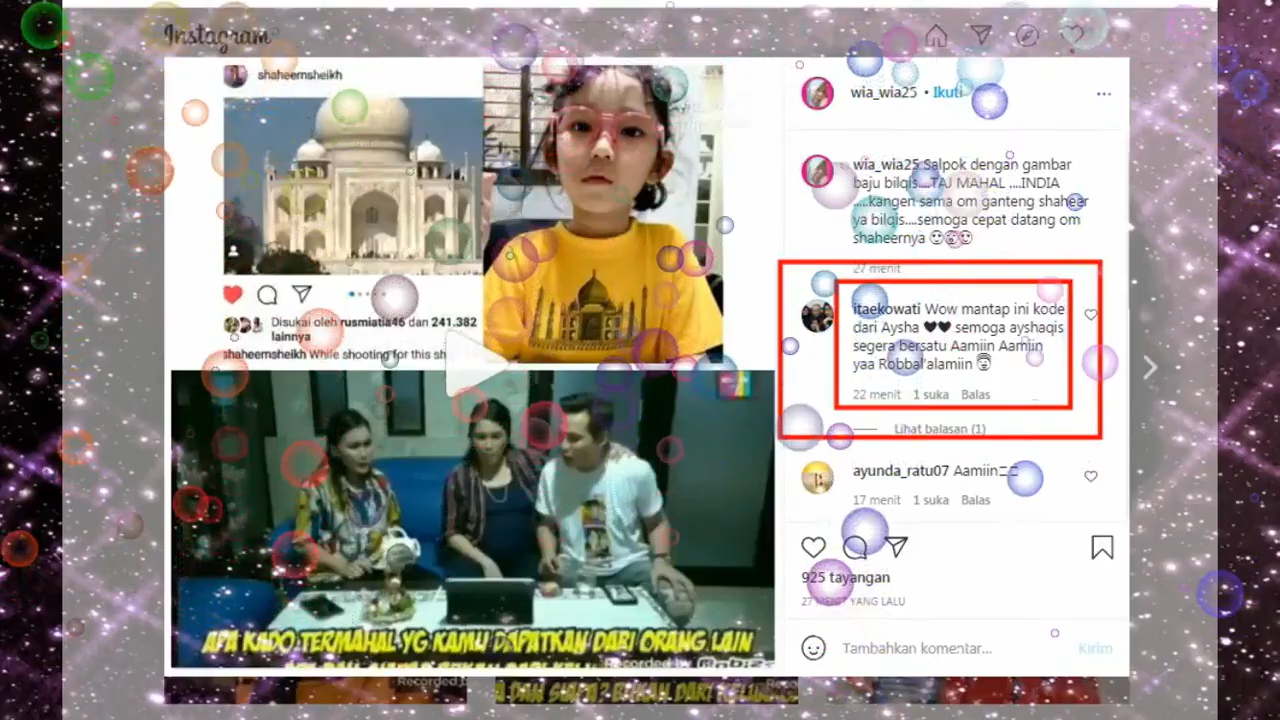 Instagram
shaheernsheikh
Disukai oleh rusmiatia46 dan 241.382
lainnya
shaheernsheikh While shooting for this sh
APA KADO TERMAHAL YG KAMU DAPATKAN DARI ORANG LAIN
Recorded by
wia_wia25 • Ikuti
wia_wia25 Salpok dengan gambar
baju bilqis....TAJ MAHAL ....INDIA
.....kangen sama om ganteng shaheer
ya bilqis....semoga cepat datang om
shaheernya
27 menit
itaekowati Wow mantap ini kode
dari Aysha 🖤🖤 semoga ayshaqis
segera bersatu Aamiin Aamiin
yaa Robbal'alamiin
22 menit 1 suka Balas
Lihat balasan (1)
ayunda_ratu07 Aamiin
17 menit 1 suka Balas
925 tayangan
27 MENIT YANG LALU
Tambahkan komentar... Kirim